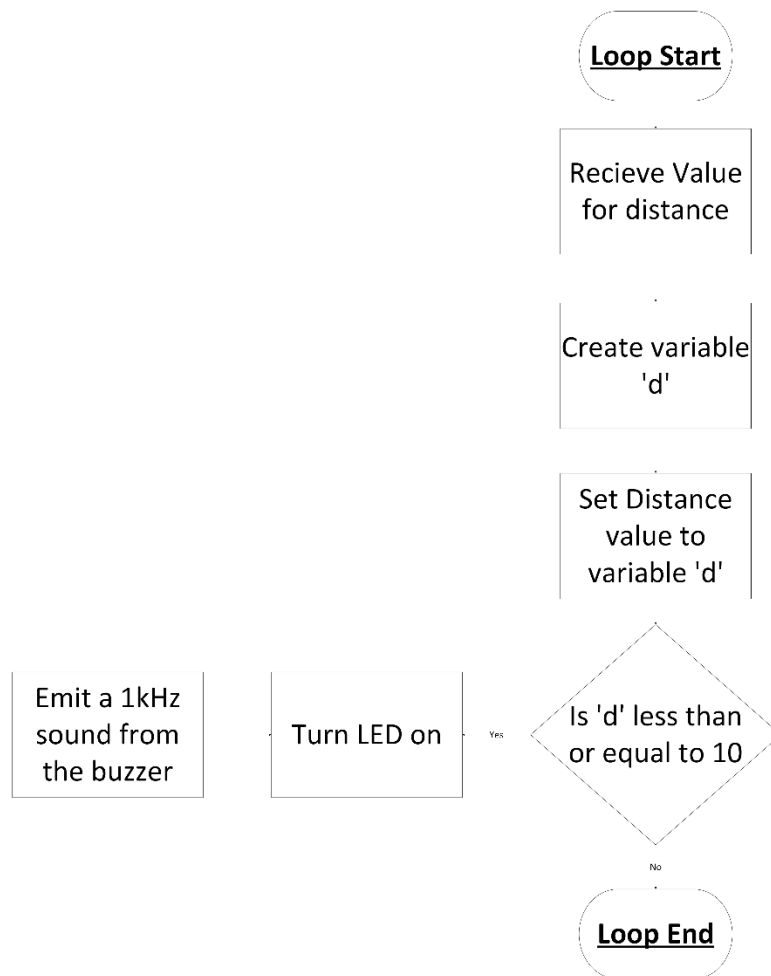 Loop Start
Recieve Value
for distance
Create variable
'd'
Set Distance
value to
variable 'd'
Is 'd' less than
or equal to 10
Yes
Turn LED on
Emit a 1kHz
sound from
the buzzer
No
Loop End